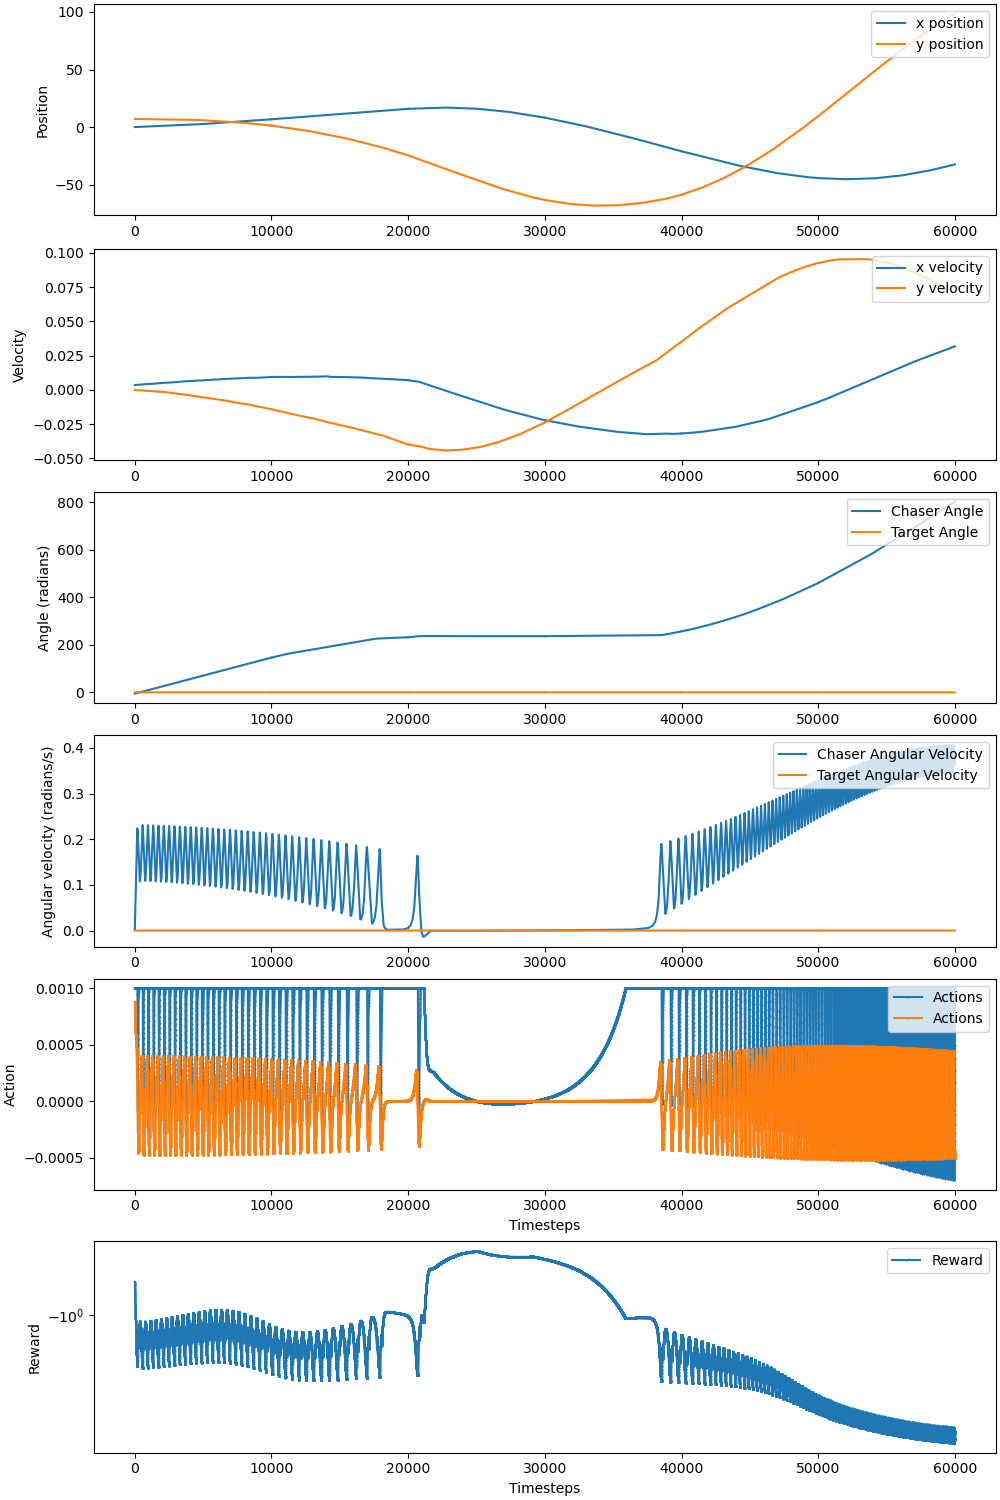 100
50
0
−50
Position
x position
y position
0 10000 20000 30000 40000 50000 60000
0.100
0.075
0.050
0.025
0.000
−0.025
−0.050
Velocity
x velocity
y velocity
0 10000 20000 30000 40000 50000 60000
800
600
400
200
0
Angle (radians)
Chaser Angle
Target Angle
0 10000 20000 30000 40000 50000 60000
0.4
0.3
0.2
0.1
0.0
Angular velocity (radians/s)
Chaser Angular Velocity
Target Angular Velocity
0 10000 20000 30000 40000 50000 60000
0.0010
0.0005
0.0000
−0.0005
Action
Actions
Actions
0 10000 20000 30000 40000 50000 60000
Timesteps
−10⁰
Reward
Reward
0 10000 20000 30000 40000 50000 60000
Timesteps